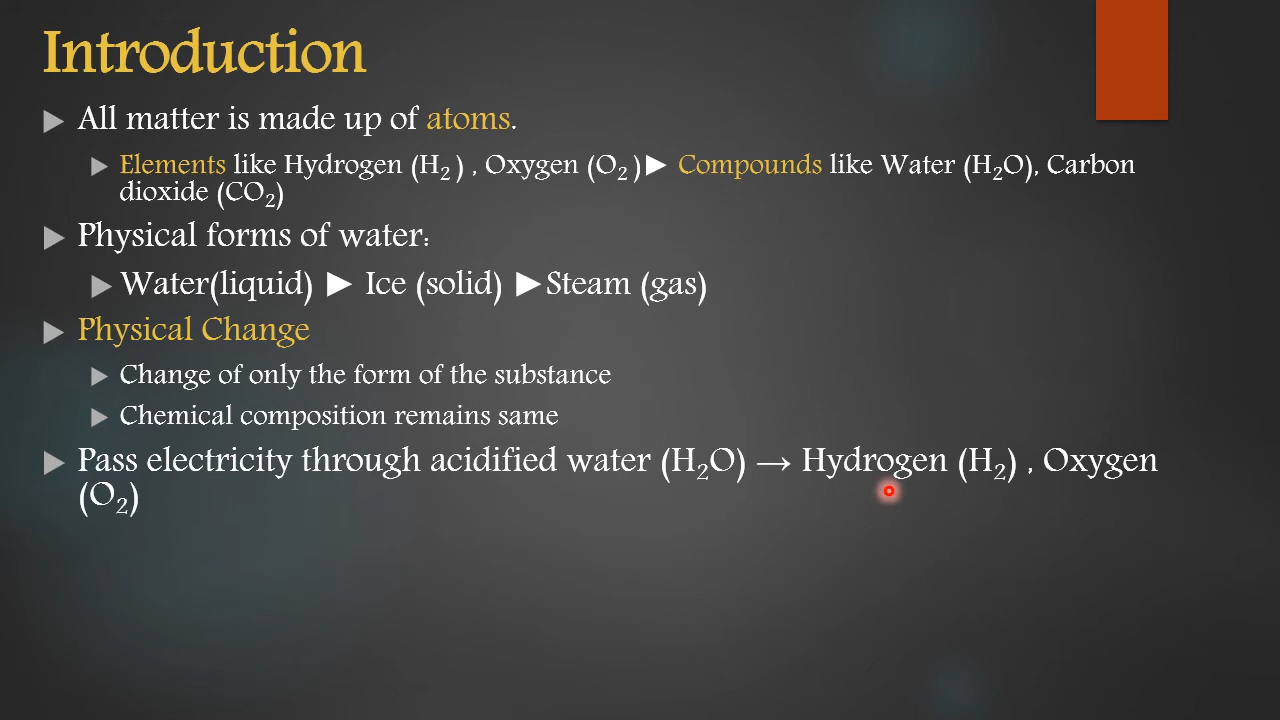 Introduction
All matter is made up of atoms.
Elements like Hydrogen (H₂ ) , Oxygen (O₂ )► Compounds like Water (H₂O), Carbon
dioxide (CO₂)
Physical forms of water:
Water(liquid) ► Ice (solid) ►Steam (gas)
Physical Change
Change of only the form of the substance
Chemical composition remains same
Pass electricity through acidified water (H₂O) → Hydrogen (H₂) , Oxygen
(O₂)